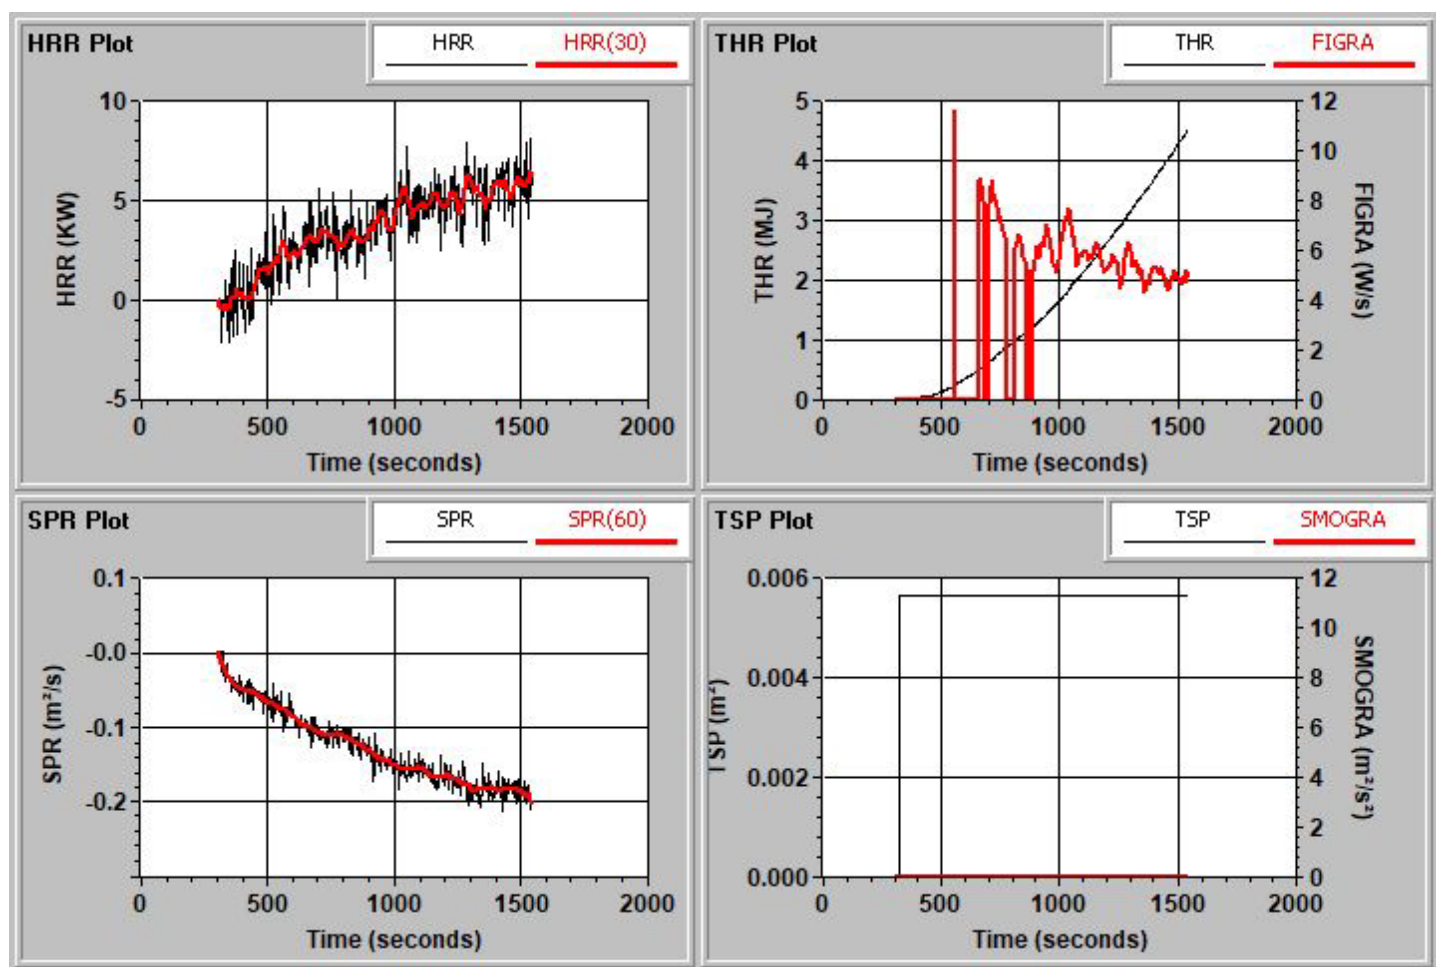 HRR Plot
HRR HRR(30)
10
5
0
-5
HRR (KW)
0 500 1000 1500 2000
Time (seconds)
THR Plot
THR FIGRA
5
4
3
2
1
0
THR (MJ)
12
10
8
6
4
2
0
FIGRA (W/s)
0 500 1000 1500 2000
Time (seconds)
SPR Plot
SPR SPR(60)
0.1
-0.0
-0.1
-0.2
SPR (m²/s)
0 500 1000 1500 2000
Time (seconds)
TSP Plot
TSP SMOGRA
0.006
0.004
0.002
0.000
TSP (m²)
12
10
8
6
4
2
0
SMOGRA (m²/s²)
0 500 1000 1500 2000
Time (seconds)